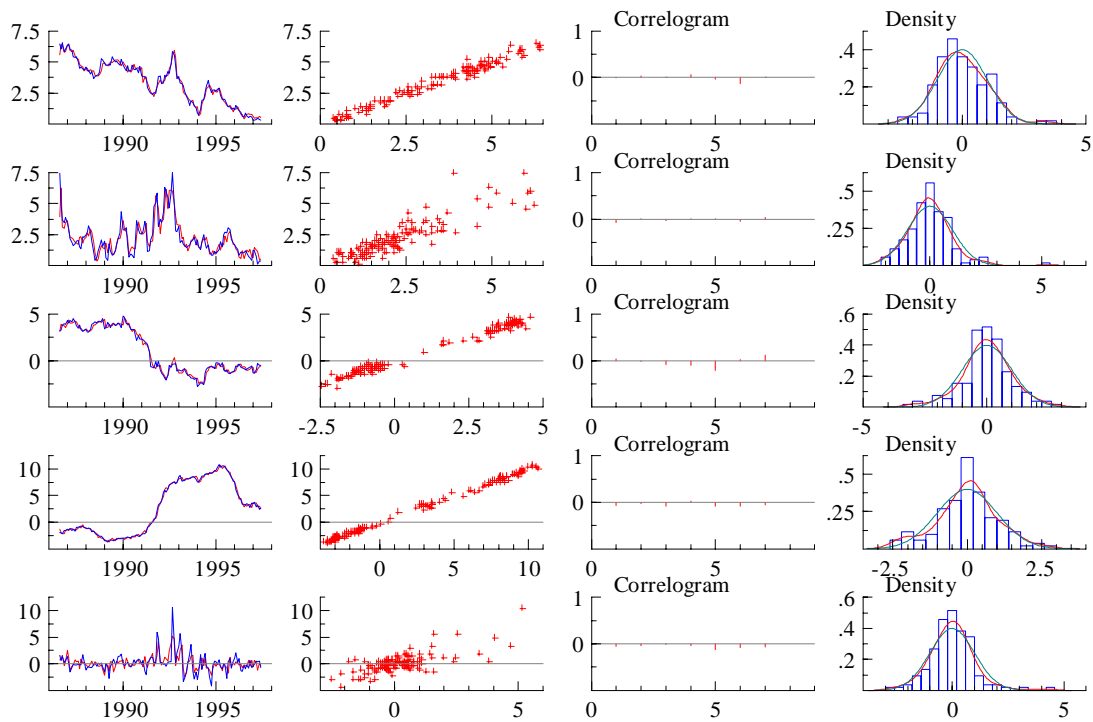 Correlogram Density
7.5 7.5 1
5 5 .4
0
2.5 2.5 .2
1990 1995 0 2.5 5 0 5 0 5
Correlogram Density
7.5 7.5 1
5 5 .5
0
2.5 2.5 .25
1990 1995 0 2.5 5 0 5 0 5
Correlogram Density
5 5 1 .6
.4
0 0 0
.2
1990 1995 -2.5 0 2.5 5 0 5 -5 0
Correlogram Density
10 10 1
.5
5 5
0
0 0 .25
1990 1995 0 5 10 0 5 -2.5 0 2.5
Correlogram Density
1 .6
10 10
.4
5 5
0
0 0 .2
1990 1995 0 5 0 5 0 5